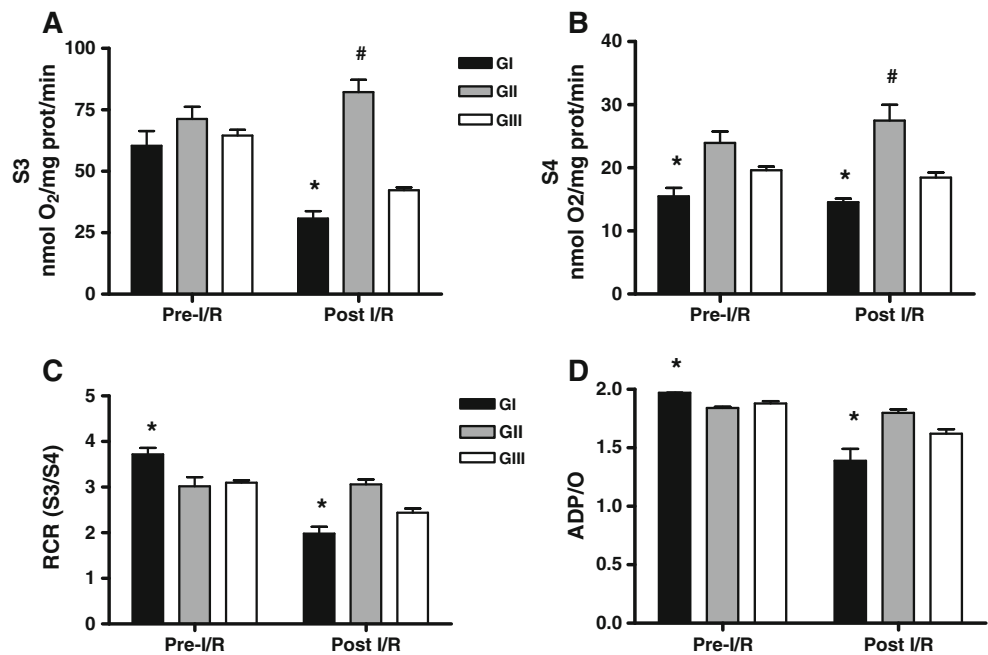 A
S3
nmol O₂/mg prot/min
100
75
50
25
0
*
#
Pre-I/R
Post I/R
GI
GII
GIII
B
S4
nmol O2/mg prot/min
40
30
20
10
0
*
*
#
Pre-I/R
Post I/R
C
RCR (S3/S4)
5
4
3
2
1
0
*
*
Pre-I/R
Post I/R
GI
GII
GIII
D
ADP/O
2.0
1.5
1.0
0.5
0.0
*
*
Pre-I/R
Post I/R